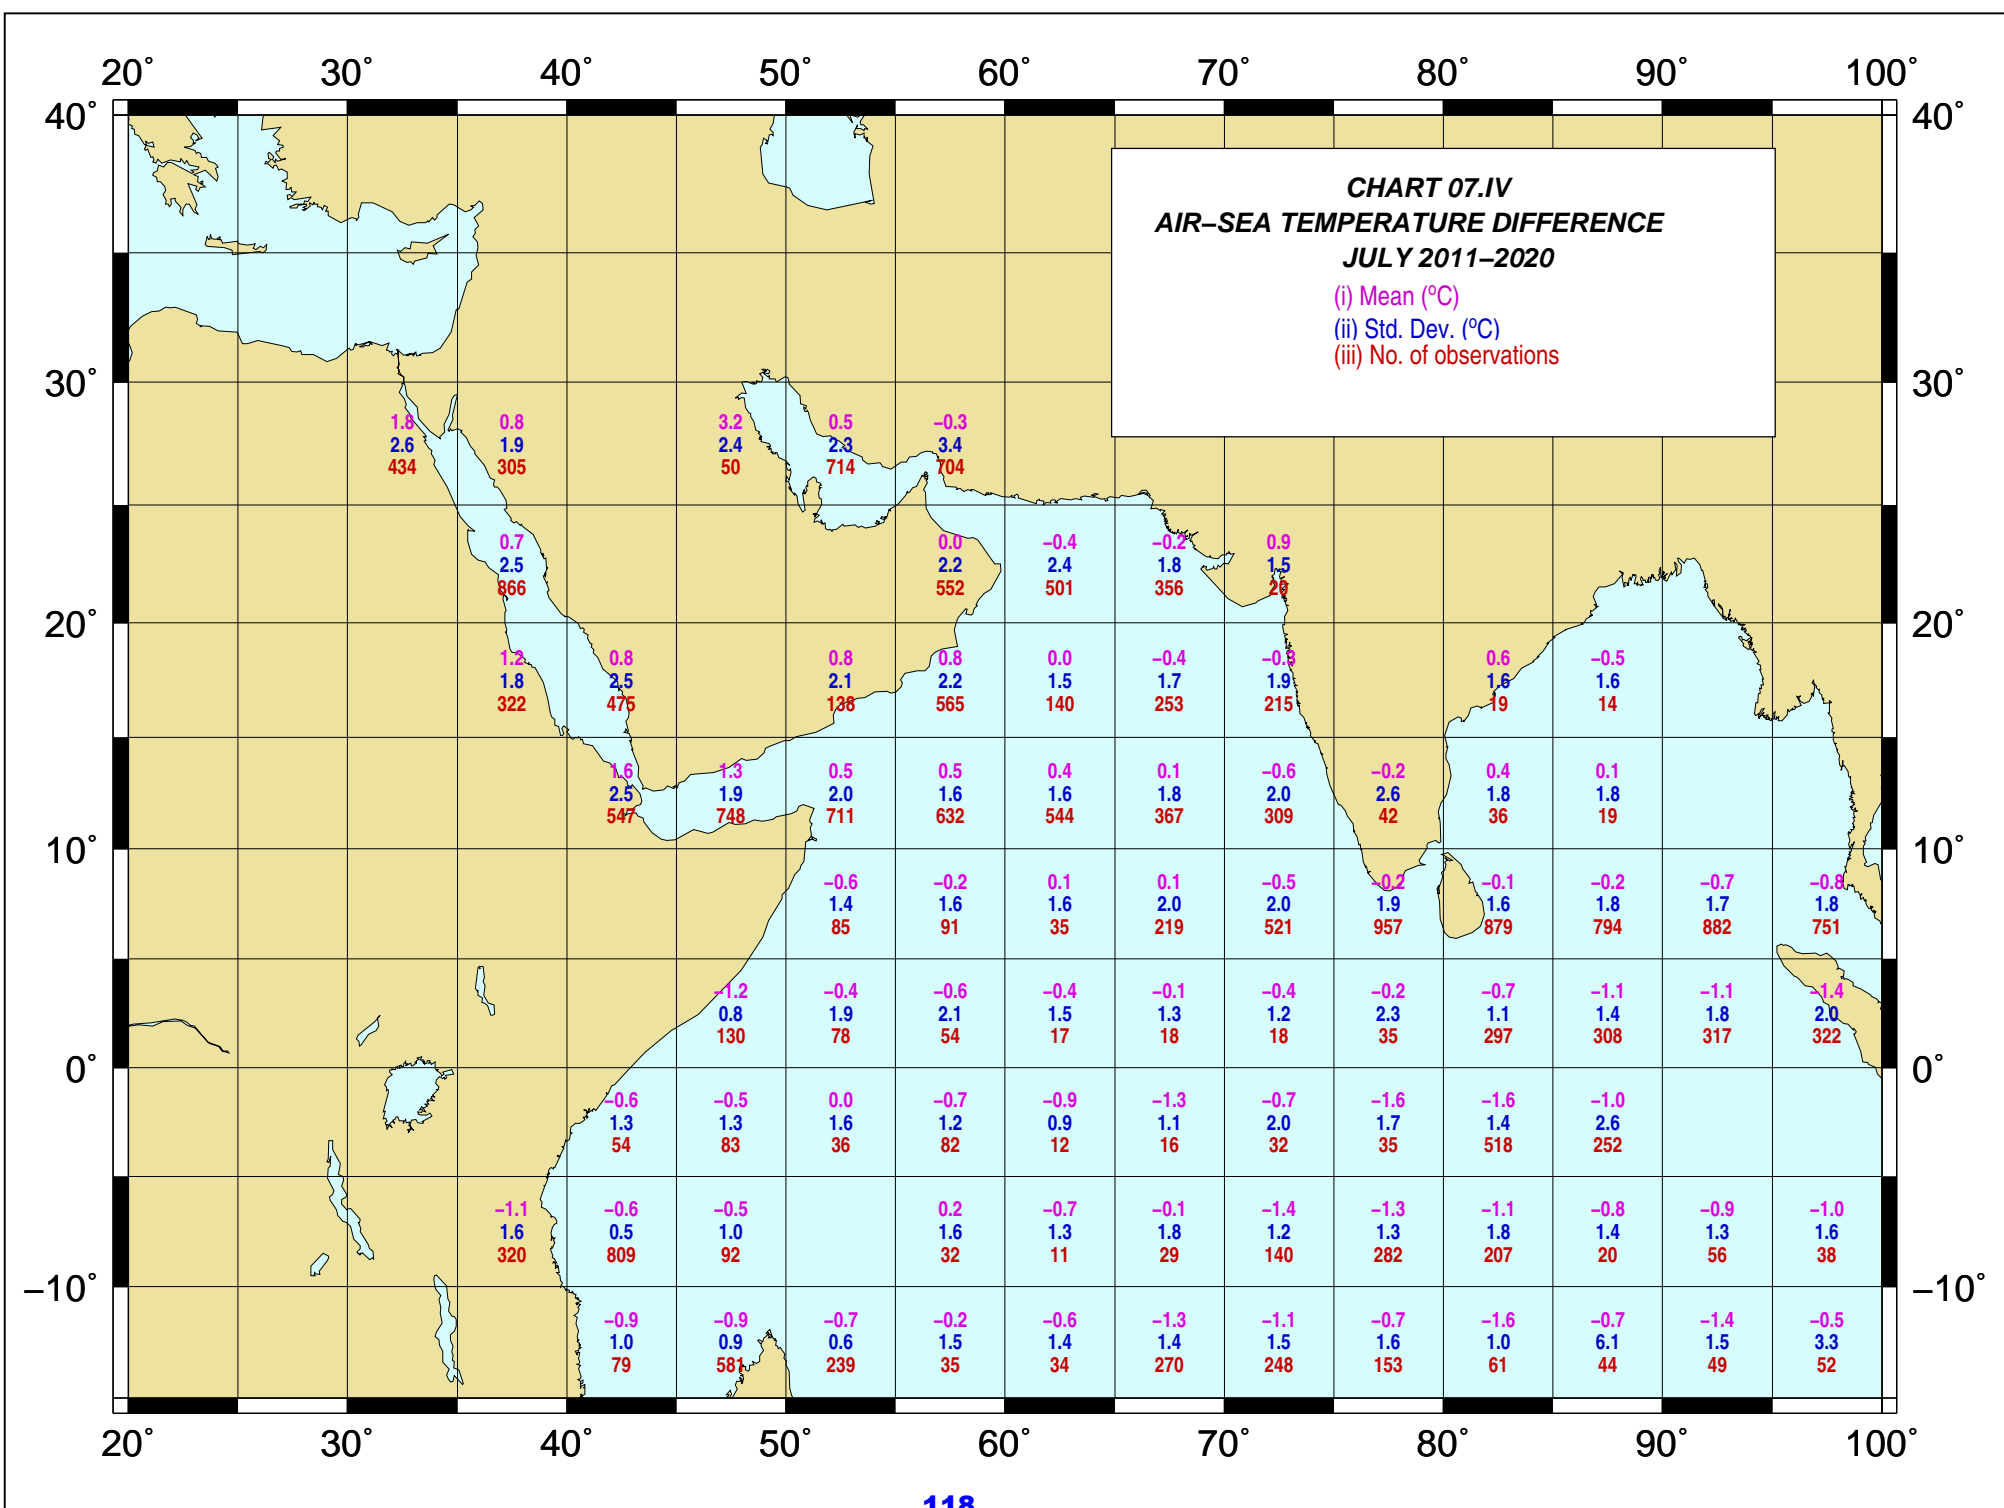 20° 30° 40° 50° 60° 70° 80° 90° 100°
40° 40°
CHART 07.IV
AIR–SEA TEMPERATURE DIFFERENCE
JULY 2011–2020
(i) Mean (ºC)
(ii) Std. Dev. (ºC)
(iii) No. of observations
30° 30°
1.8 0.8 3.2 0.5 −0.3
2.6 1.9 2.4 2.3 3.4
434 305 50 714 704
0.7 0.0 −0.4 −0.2 0.9
2.5 2.2 2.4 1.8 1.5
866 552 501 356 20
20° 20°
1.2 0.8 0.8 0.8 0.0 −0.4 −0.3 0.6 −0.5
1.8 2.5 2.1 2.2 1.5 1.7 1.9 1.6 1.6
322 475 138 565 140 253 215 19 14
1.6 1.3 0.5 0.5 0.4 0.1 −0.6 −0.2 0.4 0.1
2.5 1.9 2.0 1.6 1.6 1.8 2.0 2.6 1.8 1.8
547 748 711 632 544 367 309 42 36 19
10° 10°
−0.6 −0.2 0.1 0.1 −0.5 −0.2 −0.1 −0.2 −0.7 −0.8
1.4 1.6 1.6 2.0 2.0 1.9 1.6 1.8 1.7 1.8
85 91 35 219 521 957 879 794 882 751
−1.2 −0.4 −0.6 −0.4 −0.1 −0.4 −0.2 −0.7 −1.1 −1.1 −1.4
0.8 1.9 2.1 1.5 1.3 1.2 2.3 1.1 1.4 1.8 2.0
130 78 54 17 18 18 35 297 308 317 322
0° 0°
−0.6 −0.5 0.0 −0.7 −0.9 −1.3 −0.7 −1.6 −1.6 −1.0
1.3 1.3 1.6 1.2 0.9 1.1 2.0 1.7 1.4 2.6
54 83 36 82 12 16 32 35 518 252
−1.1 −0.6 −0.5 0.2 −0.7 −0.1 −1.4 −1.3 −1.1 −0.8 −0.9 −1.0
1.6 0.5 1.0 1.6 1.3 1.8 1.2 1.3 1.8 1.4 1.3 1.6
320 809 92 32 11 29 140 282 207 20 56 38
−10° −10°
−0.9 −0.9 −0.7 −0.2 −0.6 −1.3 −1.1 −0.7 −1.6 −0.7 −1.4 −0.5
1.0 0.9 0.6 1.5 1.4 1.4 1.5 1.6 1.0 6.1 1.5 3.3
79 581 239 35 34 270 248 153 61 44 49 52
20° 30° 40° 50° 60° 70° 80° 90° 100°
118